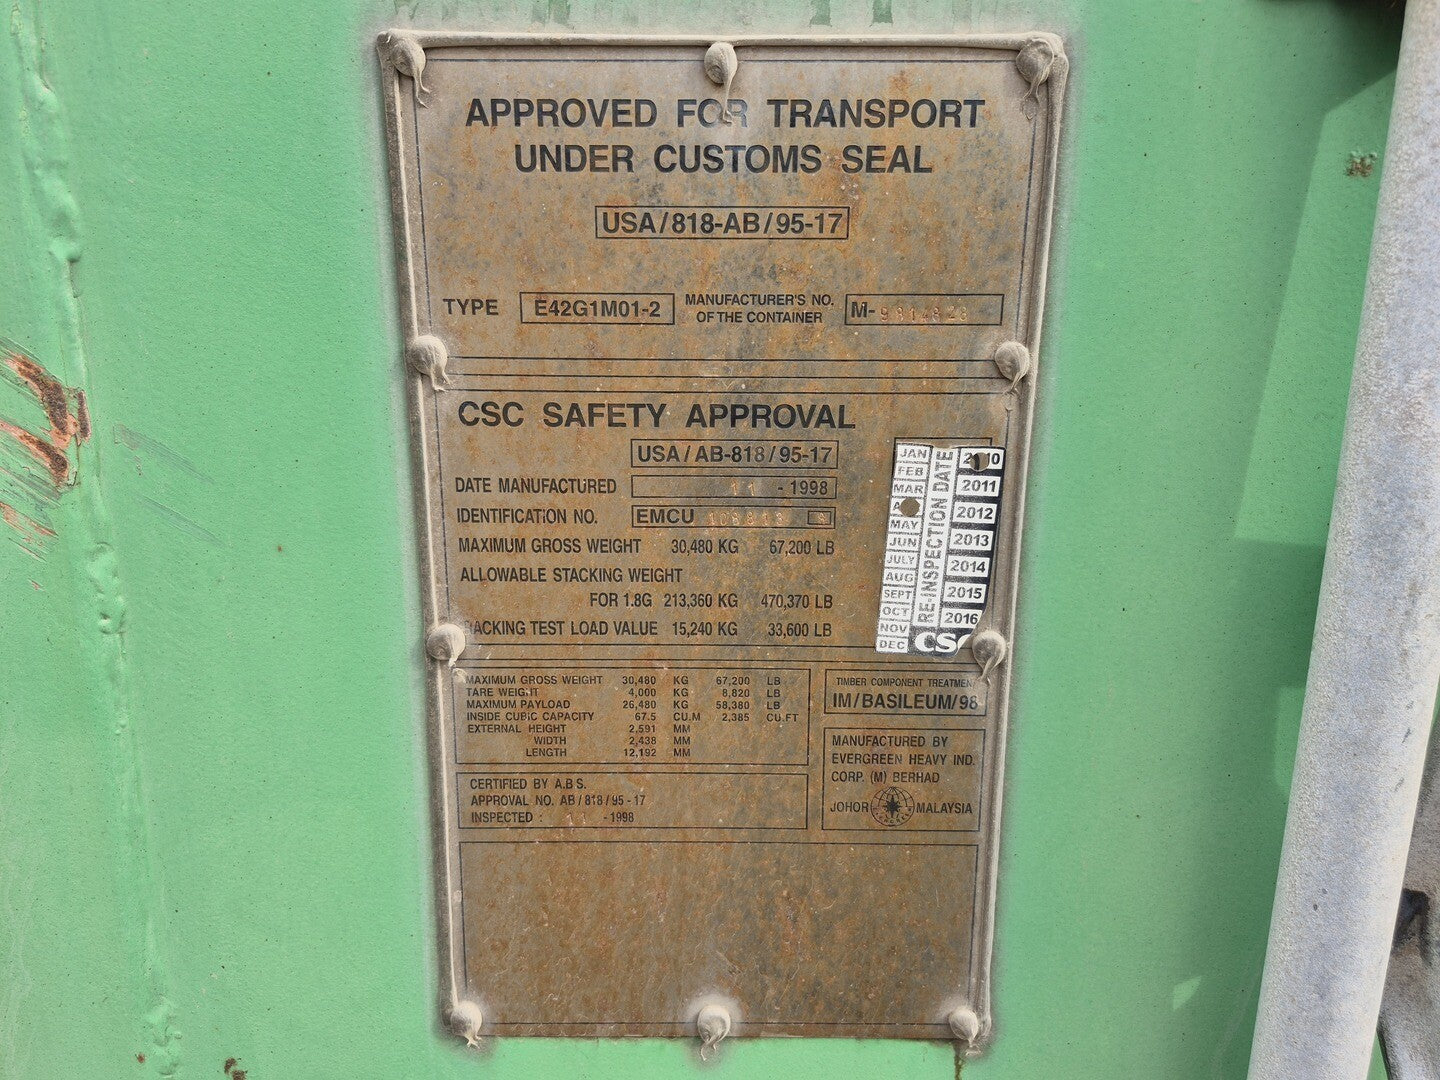 APPROVED FOR TRANSPORT
UNDER CUSTOMS SEAL
USA/818-AB/95-17
TYPE E42G1M01-2 MANUFACTURER'S NO. OF THE CONTAINER M-
CSC SAFETY APPROVAL
USA/AB-818/95-17
DATE MANUFACTURED 11 - 1998
IDENTIFICATION NO. EMCU
MAXIMUM GROSS WEIGHT 30,480 KG 67,200 LB
ALLOWABLE STACKING WEIGHT
FOR 1.8G 213,360 KG 470,370 LB
RACKING TEST LOAD VALUE 15,240 KG 33,600 LB
JAN
FEB
MAR
MAY
JUN
JULY
AUG
SEPT
OCT
NOV
DEC
RE-INSPECTION DATE
2010
2011
2012
2013
2014
2015
2016
CSC
MAXIMUM GROSS WEIGHT 30,480 KG 67,200 LB
TARE WEIGHT 4,000 KG 8,820 LB
MAXIMUM PAYLOAD 26,480 KG 58,380 LB
INSIDE CUBIC CAPACITY 67.5 CU.M 2,385 CU.FT
EXTERNAL HEIGHT 2,591 MM
WIDTH 2,438 MM
LENGTH 12,192 MM
TIMBER COMPONENT TREATMENT
IM/BASILEUM/98
MANUFACTURED BY
EVERGREEN HEAVY IND.
CORP. (M) BERHAD
JOHOR EVERGREEN MALAYSIA
CERTIFIED BY A.B.S.
APPROVAL NO. AB/818/95-17
INSPECTED : 11 -1998